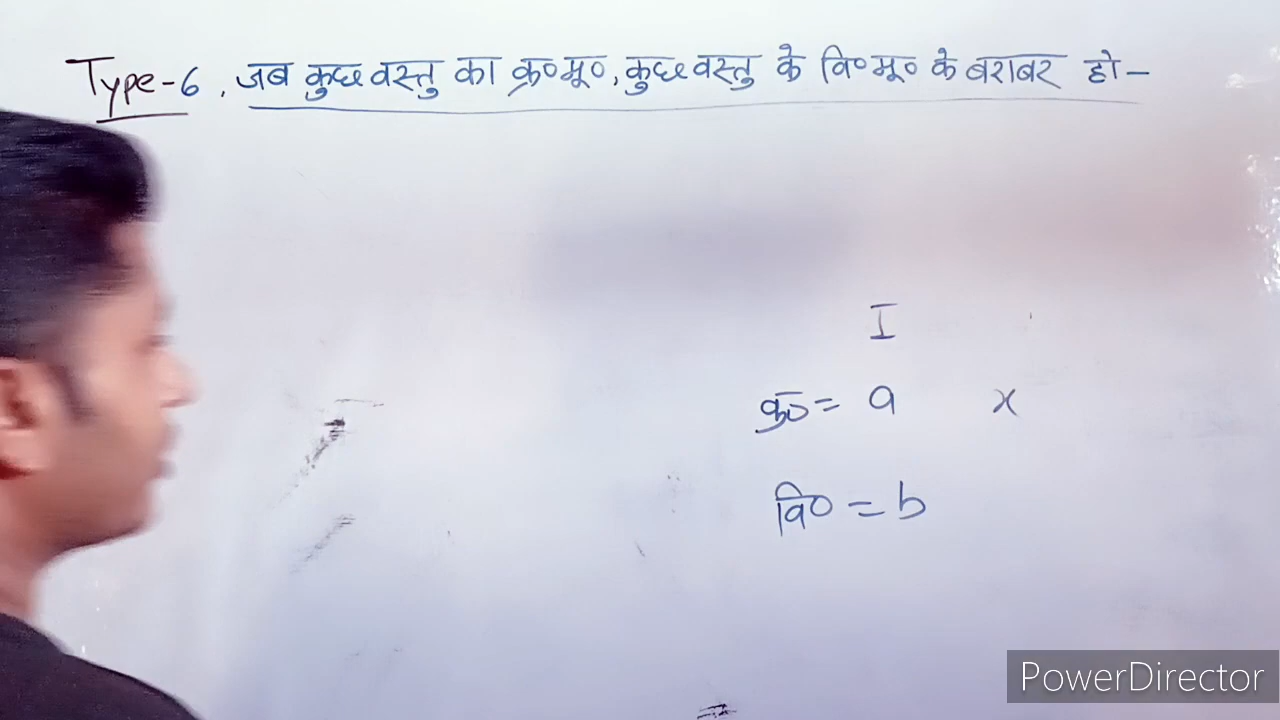 Type-6, जब कुछ वस्तु का क्र०मू०, कुछ वस्तु के वि०मू० के बराबर हो-
I
क्र० = a x
वि० = b
PowerDirector